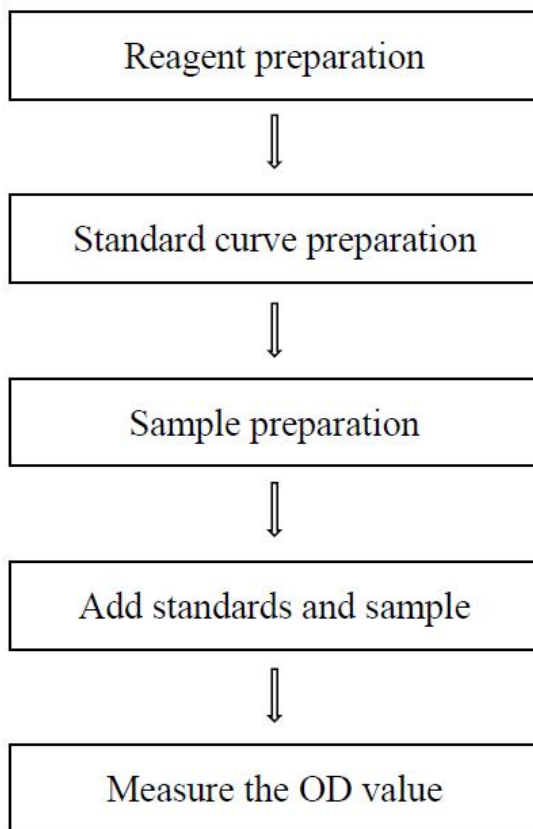 Reagent preparation
Standard curve preparation
Sample preparation
Add standards and sample
Measure the OD value